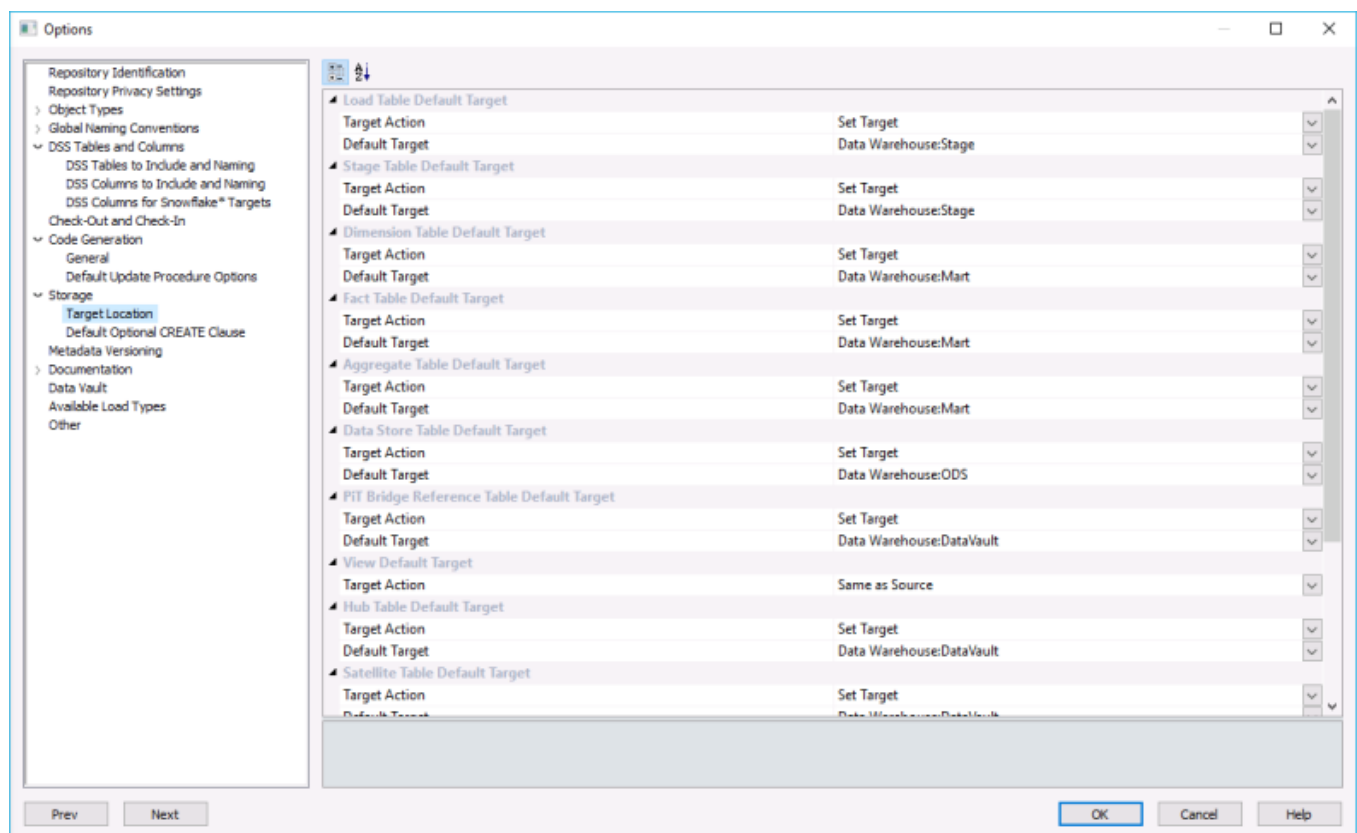 Options
Repository Identification
Repository Privacy Settings
Object Types
Global Naming Conventions
DSS Tables and Columns
DSS Tables to Include and Naming
DSS Columns to Include and Naming
DSS Columns for Snowflake* Targets
Check-Out and Check-In
Code Generation
General
Default Update Procedure Options
Storage
Target Location
Default Optional CREATE Clause
Metadata Versioning
Documentation
Data Vault
Available Load Types
Other
Load Table Default Target
Target Action Set Target
Default Target Data Warehouse:Stage
Stage Table Default Target
Target Action Set Target
Default Target Data Warehouse:Stage
Dimension Table Default Target
Target Action Set Target
Default Target Data Warehouse:Mart
Fact Table Default Target
Target Action Set Target
Default Target Data Warehouse:Mart
Aggregate Table Default Target
Target Action Set Target
Default Target Data Warehouse:Mart
Data Store Table Default Target
Target Action Set Target
Default Target Data Warehouse:ODS
PiT Bridge Reference Table Default Target
Target Action Set Target
Default Target Data Warehouse:DataVault
View Default Target
Target Action Same as Source
Hub Table Default Target
Target Action Set Target
Default Target Data Warehouse:DataVault
Satellite Table Default Target
Target Action Set Target
Default Target Data Warehouse:DataVault
Prev Next OK Cancel Help